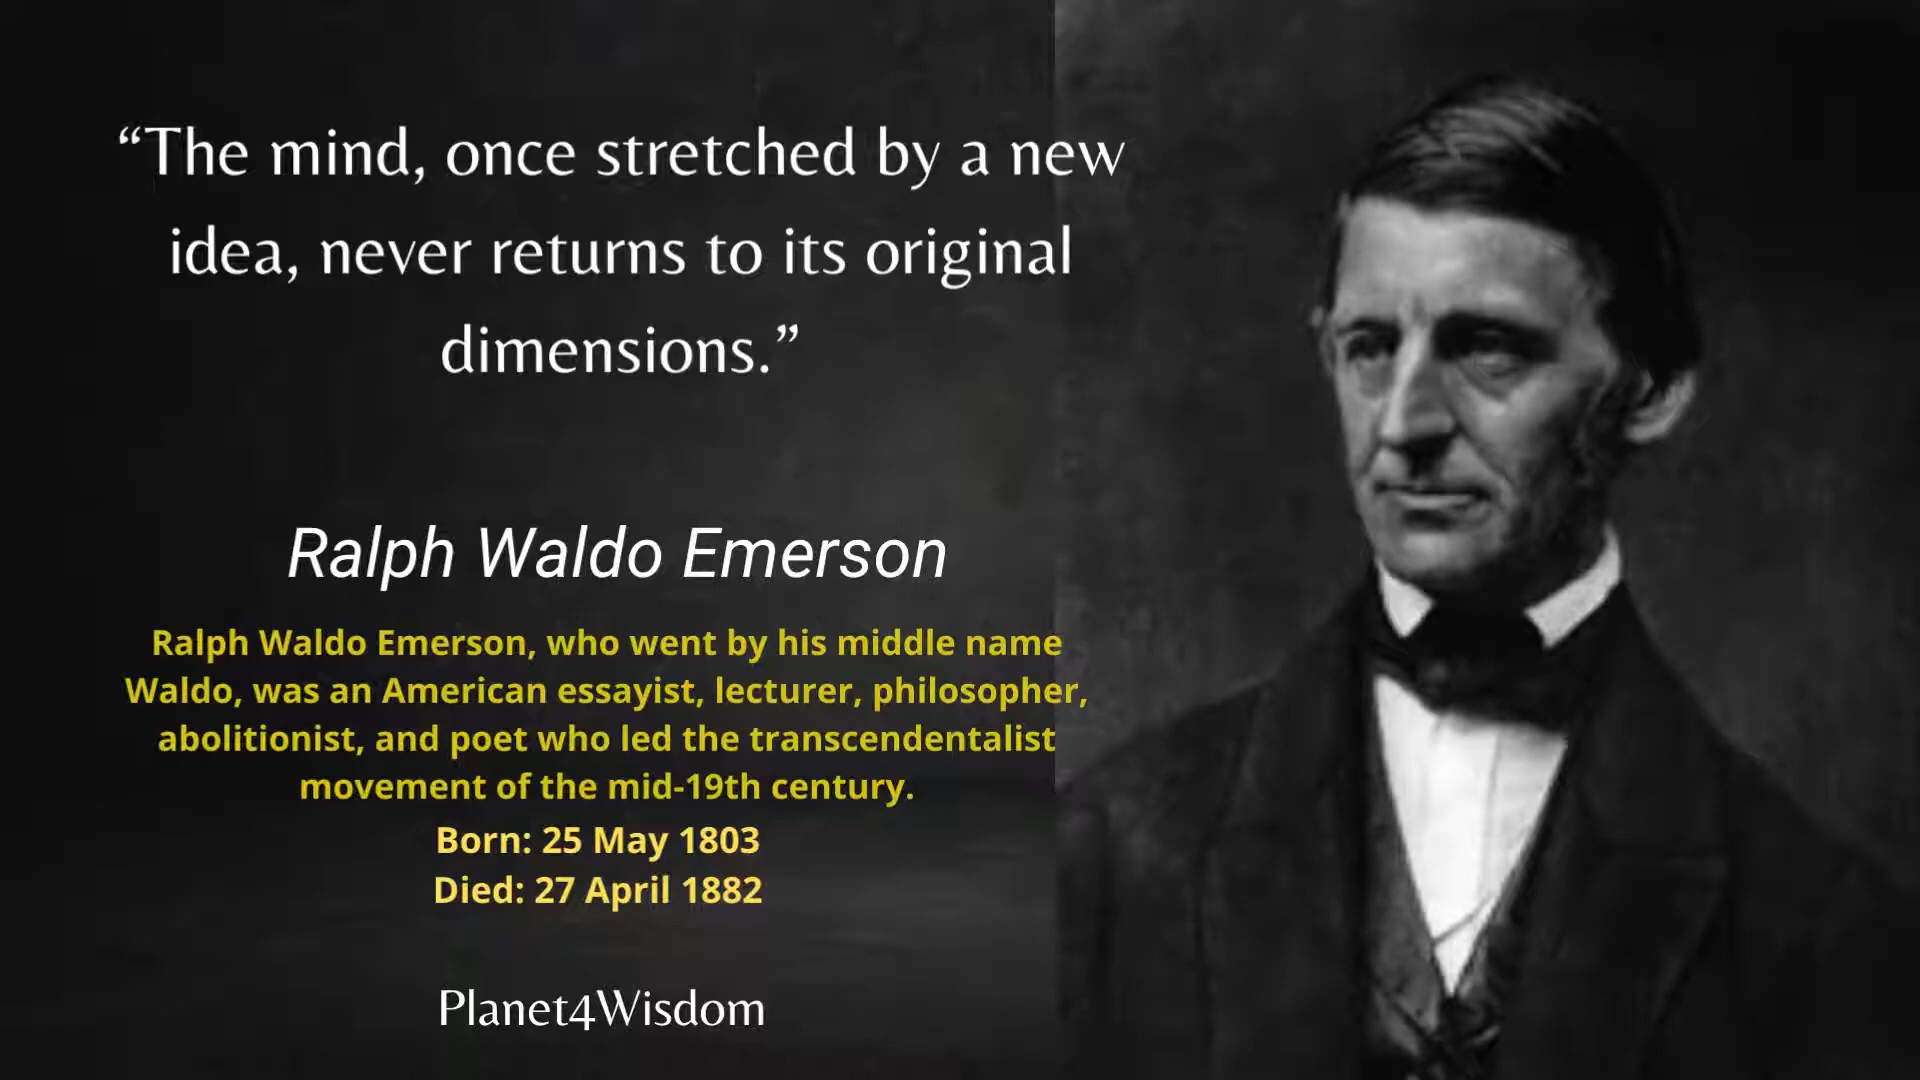 “The mind, once stretched by a new
idea, never returns to its original
dimensions.”
Ralph Waldo Emerson
Ralph Waldo Emerson, who went by his middle name
Waldo, was an American essayist, lecturer, philosopher,
abolitionist, and poet who led the transcendentalist
movement of the mid-19th century.
Born: 25 May 1803
Died: 27 April 1882
Planet4Wisdom